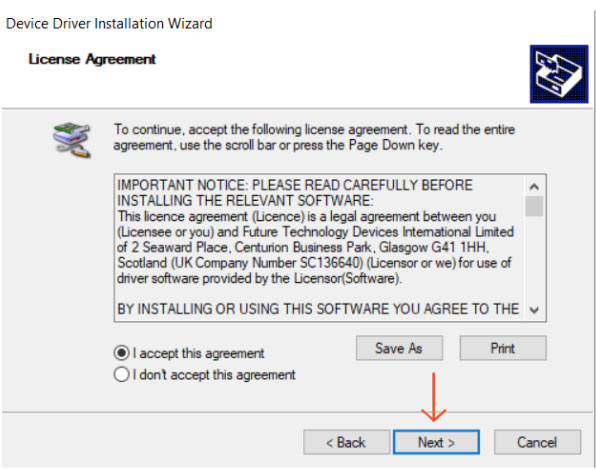 Device Driver Installation Wizard
License Agreement
To continue, accept the following license agreement. To read the entire
agreement, use the scroll bar or press the Page Down key.
IMPORTANT NOTICE: PLEASE READ CAREFULLY BEFORE
INSTALLING THE RELEVANT SOFTWARE:
This licence agreement (Licence) is a legal agreement between you
(Licensee or you) and Future Technology Devices International Limited
of 2 Seaward Place, Centurion Business Park, Glasgow G41 1HH,
Scotland (UK Company Number SC136640) (Licensor or we) for use of
driver software provided by the Licensor(Software).
BY INSTALLING OR USING THIS SOFTWARE YOU AGREE TO THE
I accept this agreement
Save As
Print
I don't accept this agreement
< Back
Next >
Cancel